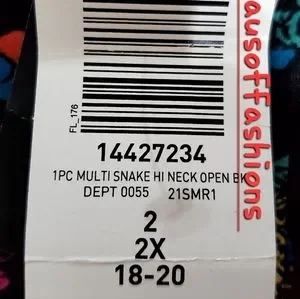 FL_176
14427234
1PC MULTI SNAKE HI NECK OPEN BK
DEPT 0055 21SMR1
2
2X
18-20
ausoffashions